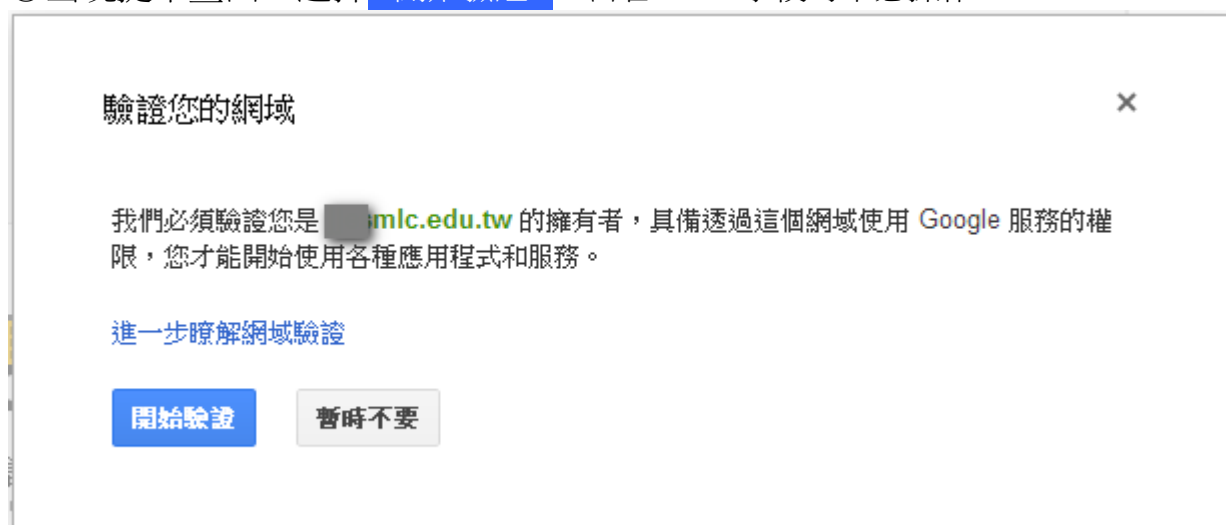 驗證您的網域
×
我們必須驗證您是 smlc.edu.tw 的擁有者，具備透過這個網域使用 Google 服務的權
限，您才能開始使用各種應用程式和服務。
進一步瞭解網域驗證
開始驗證 暫時不要